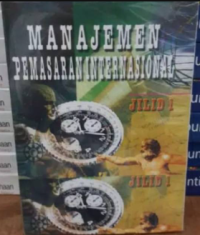 MANAJEMEN
PEMASARAN INTERNASIONAL
JILID 1
JILID 1